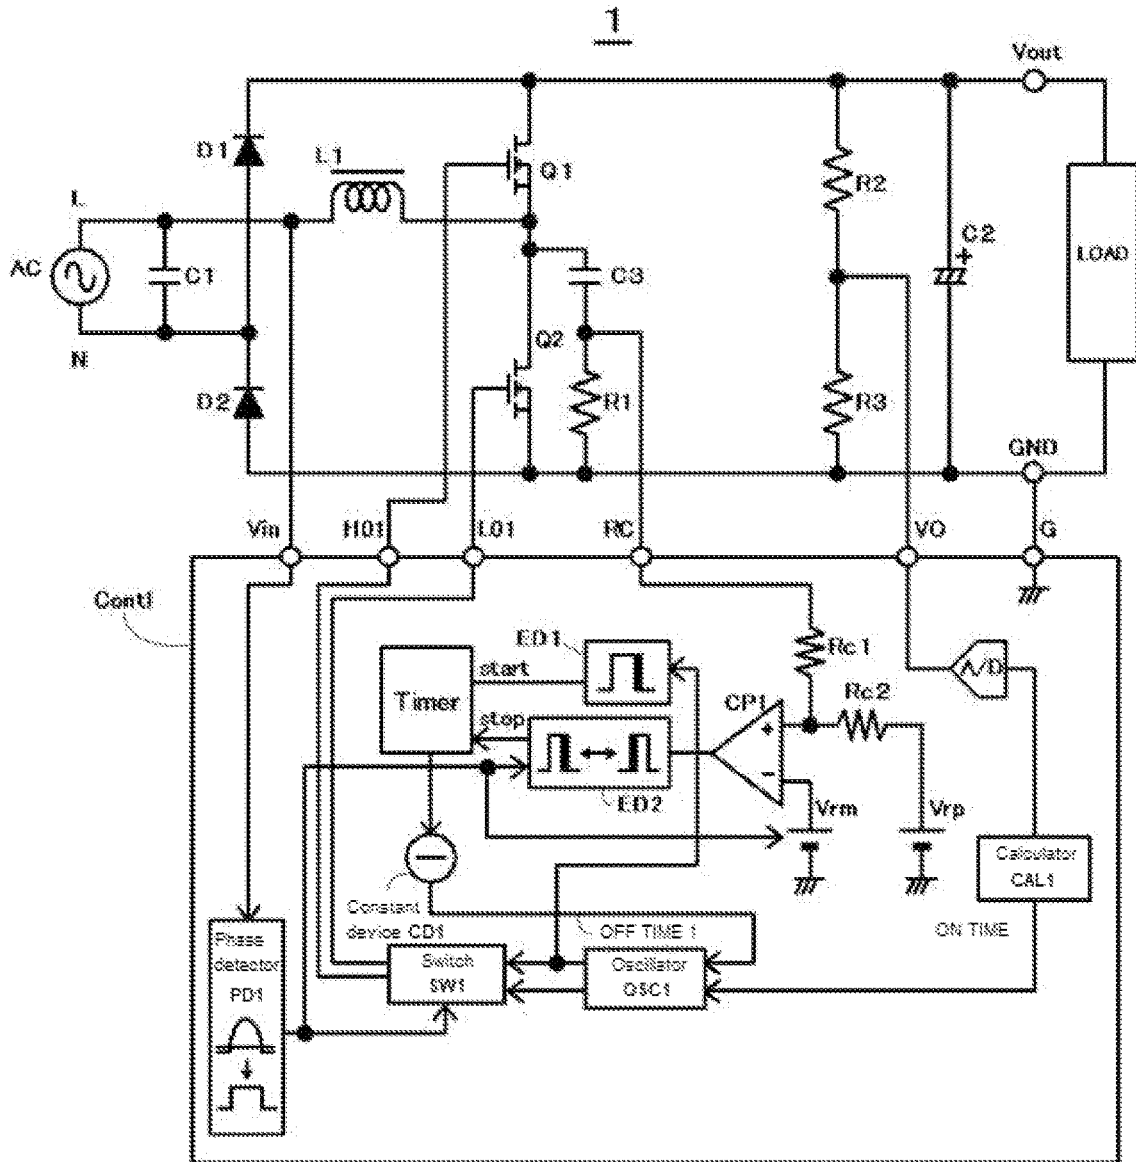 1
Vout
D1
L1
Q1
R2
L
C2
+
LOAD
AC
C1
C3
N
Q2
D2
R1
R3
GND
Vin
H01
L01
RC
VO
G
Cont1
ED1
Rc1
A/D
start
Timer
Rc2
CP1
stop
+
-
ED2
Vrm
Vrp
Calculator
CAL1
Constant
device CD1
OFF TIME 1
ON TIME
Phase
detector
PD1
Switch
SW1
Oscillator
OSC1